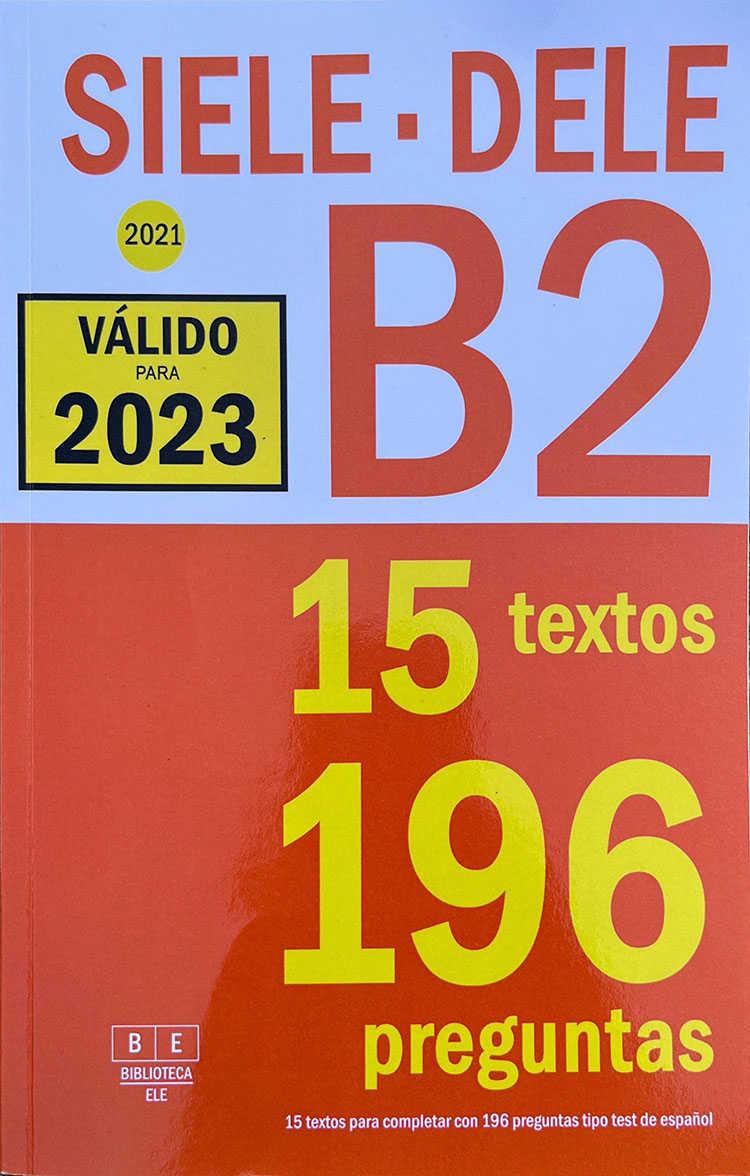 SIELE · DELE
B2
2021
VÁLIDO
PARA
2023
15 textos
196
preguntas
B E
BIBLIOTECA
ELE
15 textos para completar con 196 preguntas tipo test de español